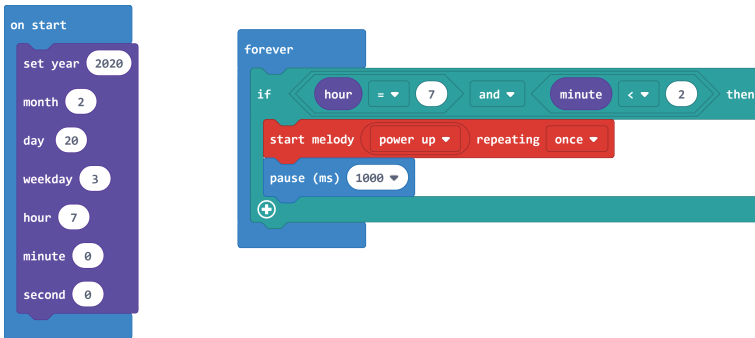 on start
set year 2020
month 2
day 20
weekday 3
hour 7
minute 0
second 0
forever
if hour = 7 and minute < 2 then
start melody power up repeating once
pause (ms) 1000